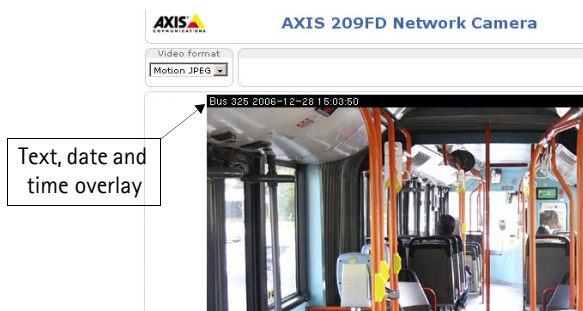 AXIS
COMMUNICATIONS
AXIS 209FD Network Camera
Video format
Motion JPEG
Bus 325 2006-12-28 15:03:50
Text, date and
time overlay